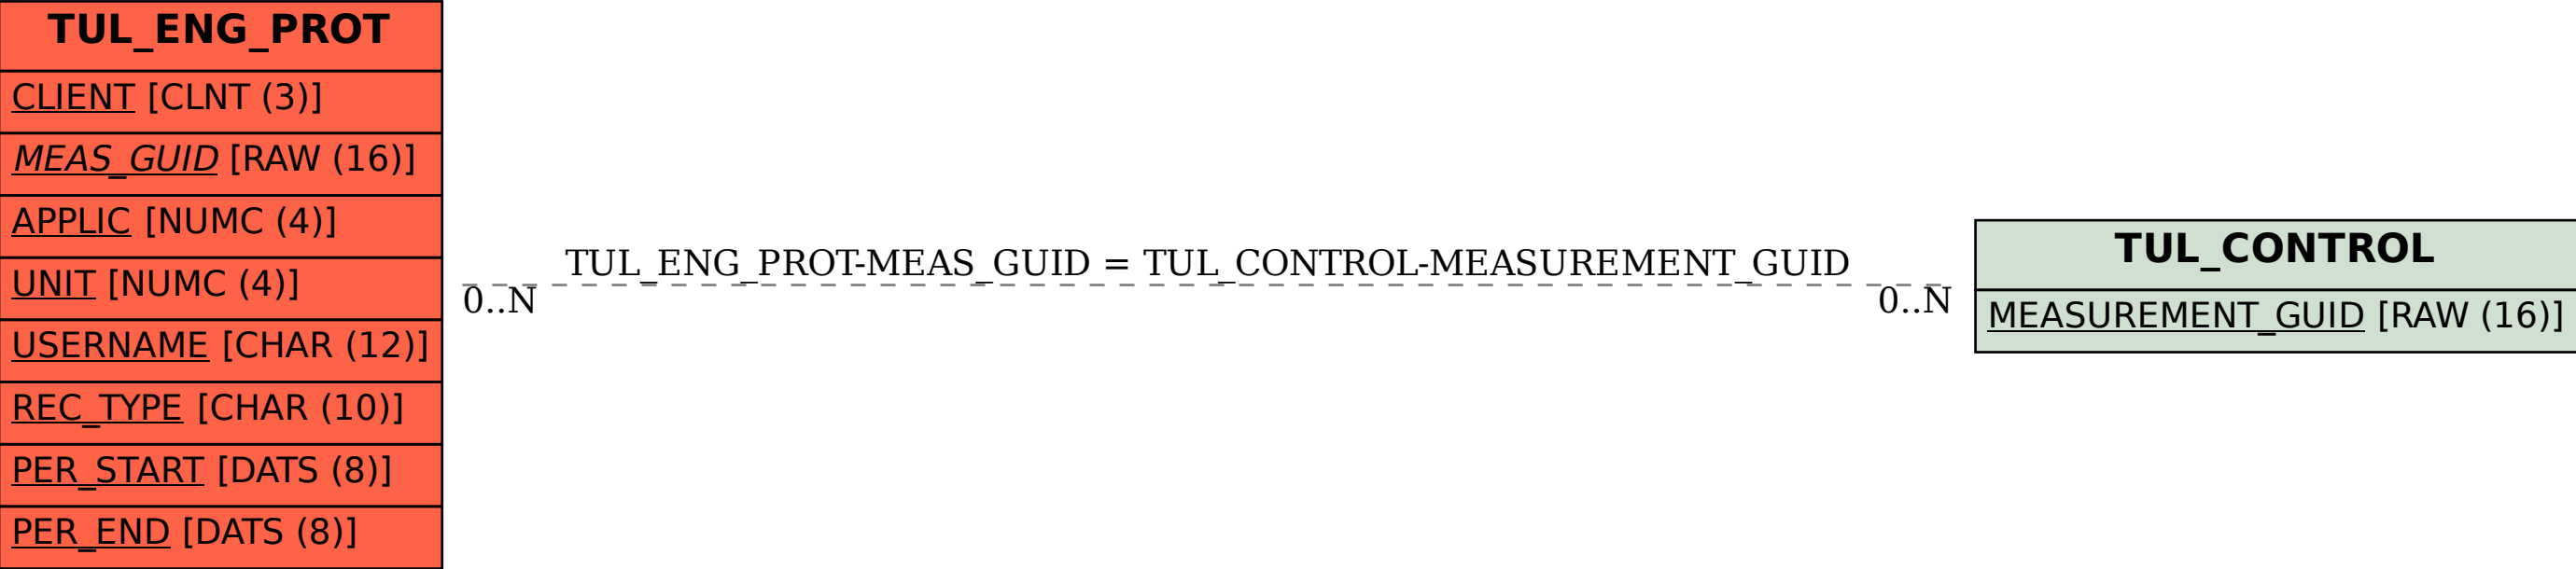 TUL_ENG_PROT
CLIENT [CLNT (3)]
MEAS_GUID [RAW (16)]
APPLIC [NUMC (4)]
UNIT [NUMC (4)]
USERNAME [CHAR (12)]
REC_TYPE [CHAR (10)]
PER_START [DATS (8)]
PER_END [DATS (8)]
TUL_ENG_PROT-MEAS_GUID = TUL_CONTROL-MEASUREMENT_GUID
0..N
0..N
TUL_CONTROL
MEASUREMENT_GUID [RAW (16)]